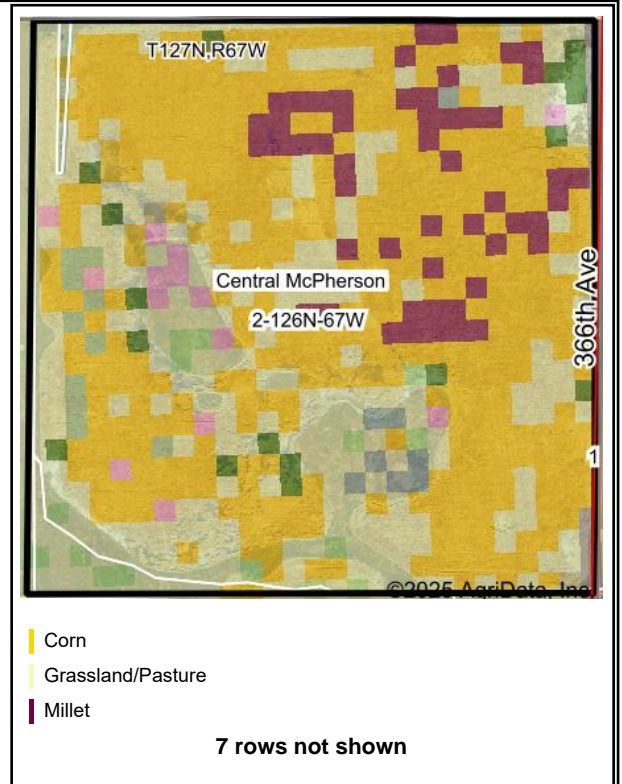 T127N,R67W
Central McPherson
2-126N-67W
366th Ave
1
©2025 AgriData, Inc
Corn
Grassland/Pasture
Millet
7 rows not shown